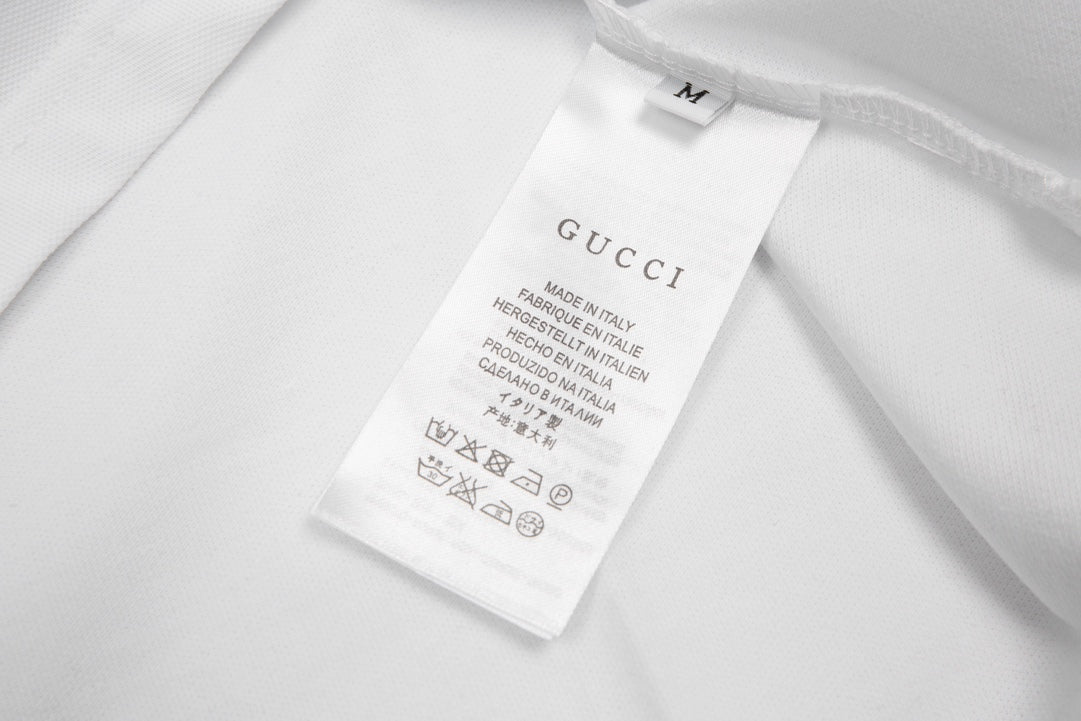 M
GUCCI
MADE IN ITALY
FABRIQUE EN ITALIE
HERGESTELLT IN ITALIEN
HECHO EN ITALIA
PRODUZIDO NA ITALIA
СДЕЛАНО В ИТАЛИИ
イタリア製
产地:意大利
P
30